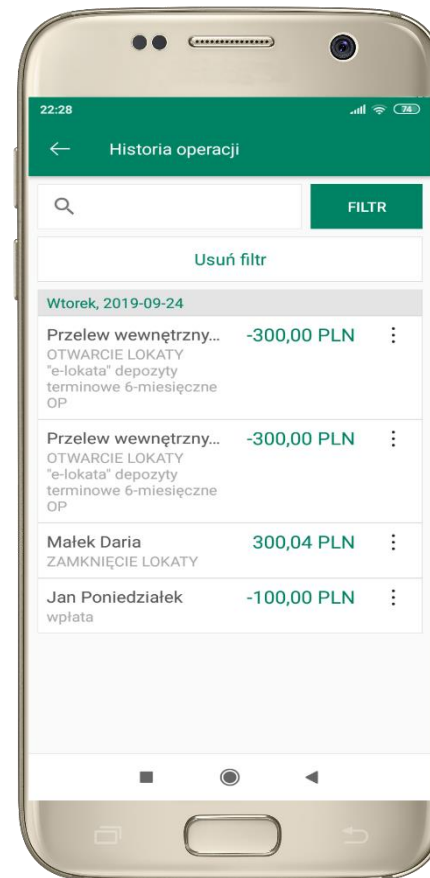 22:28
74
Historia operacji
FILTR
Usuń filtr
Wtorek, 2019-09-24
Przelew wewnętrzny... -300,00 PLN
OTWARCIE LOKATY
"e-lokata" depozyty
terminowe 6-miesięczne
OP
Przelew wewnętrzny... -300,00 PLN
OTWARCIE LOKATY
"e-lokata" depozyty
terminowe 6-miesięczne
OP
Małek Daria 300,04 PLN
ZAMKNIĘCIE LOKATY
Jan Poniedziałek -100,00 PLN
wpłata